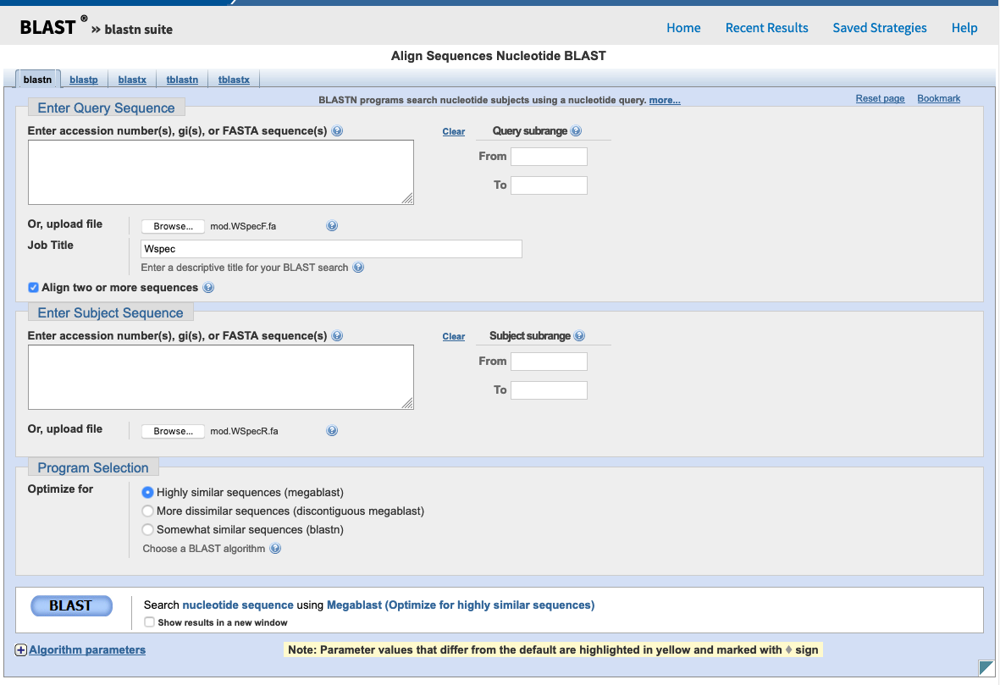 BLAST ® » blastn suite
Home Recent Results Saved Strategies Help
Align Sequences Nucleotide BLAST
blastn blastp blastx tblastn tblastx
BLASTN programs search nucleotide subjects using a nucleotide query. more...
Reset page Bookmark
Enter Query Sequence
Enter accession number(s), gi(s), or FASTA sequence(s)
Clear
Query subrange
From
To
Or, upload file
Browse... mod.WSpecF.fa
Job Title
Wspec
Enter a descriptive title for your BLAST search
Align two or more sequences
Enter Subject Sequence
Enter accession number(s), gi(s), or FASTA sequence(s)
Clear
Subject subrange
From
To
Or, upload file
Browse... mod.WSpecR.fa
Program Selection
Optimize for
Highly similar sequences (megablast)
More dissimilar sequences (discontiguous megablast)
Somewhat similar sequences (blastn)
Choose a BLAST algorithm
BLAST
Search nucleotide sequence using Megablast (Optimize for highly similar sequences)
Show results in a new window
Algorithm parameters
Note: Parameter values that differ from the default are highlighted in yellow and marked with ♦ sign